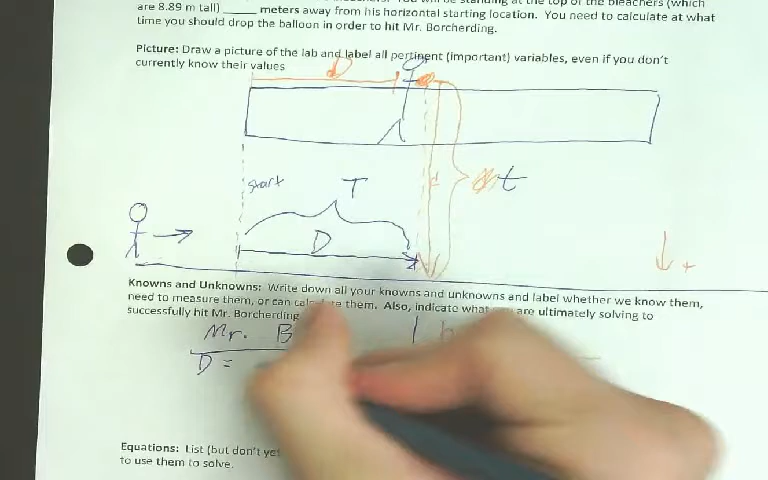 are 8.89 m tall) _____ meters away from his horizontal starting location. You need to calculate at what
time you should drop the balloon in order to hit Mr. Borcherding.
Picture: Draw a picture of the lab and label all pertinent (important) variables, even if you don't
currently know their values
D
start
T
t
D
+
Knowns and Unknowns: Write down all your knowns and unknowns and label whether we know them,
need to measure them, or can calculate them. Also, indicate what you are ultimately solving to
successfully hit Mr. Borcherding
Mr. B
D =
Equations: List (but don't ye
to use them to solve.